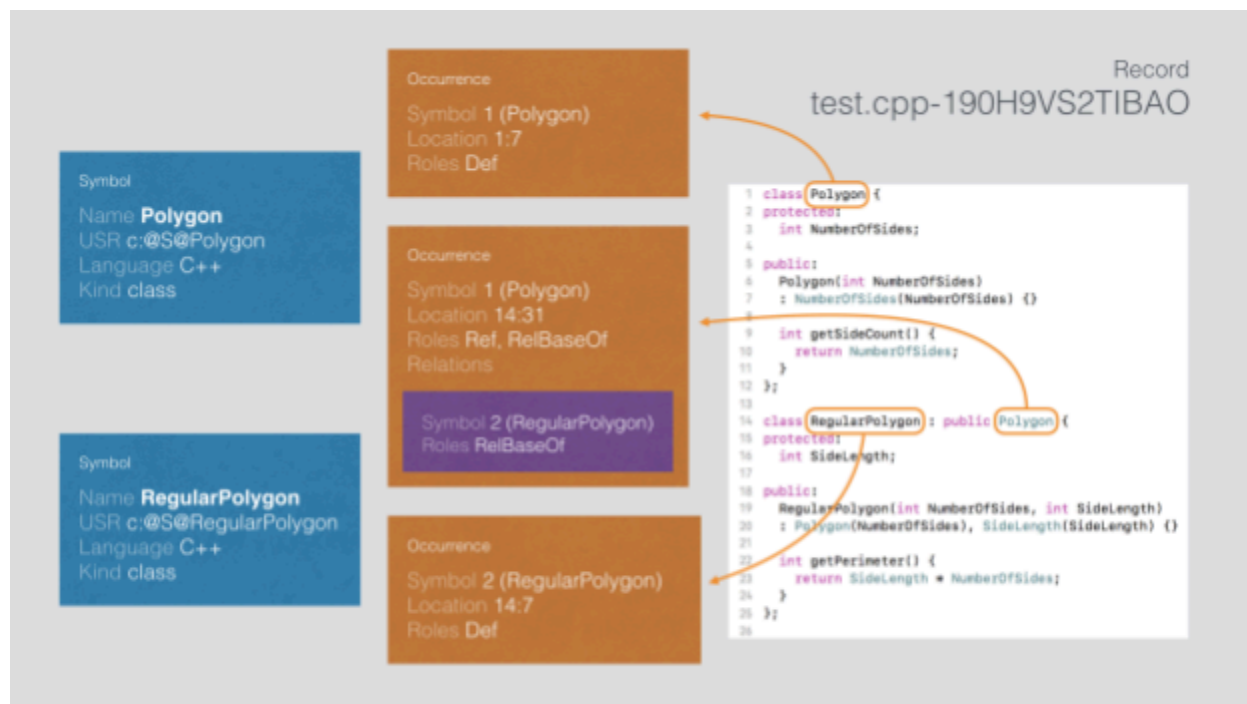 Symbol
Name Polygon
USR c:@S@Polygon
Language C++
Kind class
Symbol
Name RegularPolygon
USR c:@S@RegularPolygon
Language C++
Kind class
Occurrence
Symbol 1 (Polygon)
Location 1:7
Roles Def
Occurrence
Symbol 1 (Polygon)
Location 14:31
Roles Ref, RelBaseOf
Relations
Symbol 2 (RegularPolygon)
Roles RelBaseOf
Occurrence
Symbol 2 (RegularPolygon)
Location 14:7
Roles Def
Record
test.cpp-190H9VS2TIBAO
1 class Polygon {
2 protected:
3 int NumberOfSides;
4
5 public:
6 Polygon(int NumberOfSides)
7 : NumberOfSides(NumberOfSides) {}
8
9 int getSideCount() {
10 return NumberOfSides;
11 }
12 };
13
14 class RegularPolygon : public Polygon {
15 protected:
16 int SideLength;
17
18 public:
19 RegularPolygon(int NumberOfSides, int SideLength)
20 : Polygon(NumberOfSides), SideLength(SideLength) {}
21
22 int getPerimeter() {
23 return SideLength * NumberOfSides;
24 }
25 };
26